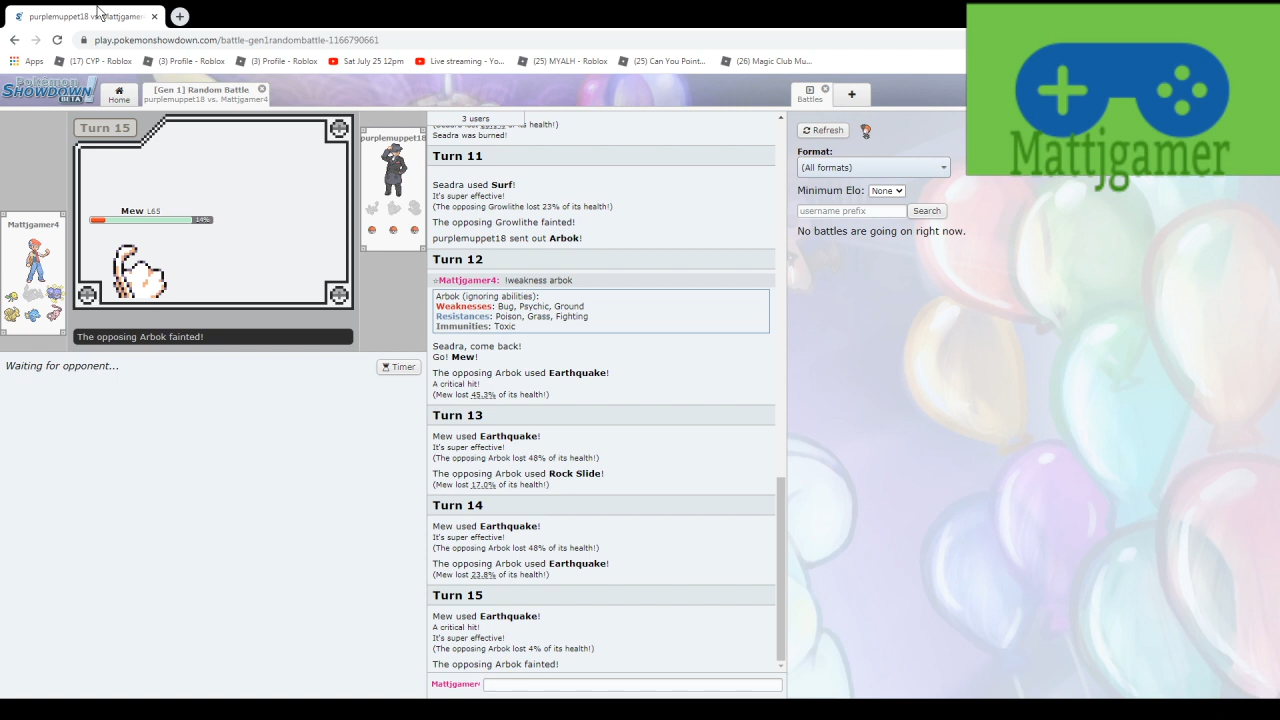 purplemuppet18 vs. Mattjgamer
play.pokemonshowdown.com/battle-gen1randombattle-1166790661
Apps
(17) CYP - Roblox
(3) Profile - Roblox
(3) Profile - Roblox
Sat July 25 12pm
Live streaming - Yo...
(25) MYALH - Roblox
(25) Can You Point...
(26) Magic Club Mu...
Pokémon
SHOWDOWN
BETA
Home
[Gen 1] Random Battle
purplemuppet18 vs. Mattjgamer4
Battles
Mattjgamer
Turn 15
Mew L65
14%
purplemuppet18
Mattjgamer4
The opposing Arbok fainted!
Waiting for opponent...
Timer
3 users
health!)
Seadra was burned!
Turn 11
Seadra used Surf!
It's super effective!
(The opposing Growlithe lost 23% of its health!)
The opposing Growlithe fainted!
purplemuppet18 sent out Arbok!
Turn 12
☆Mattjgamer4: !weakness arbok
Arbok (ignoring abilities):
Weaknesses: Bug, Psychic, Ground
Resistances: Poison, Grass, Fighting
Immunities: Toxic
Seadra, come back!
Go! Mew!
The opposing Arbok used Earthquake!
A critical hit!
(Mew lost 45.3% of its health!)
Turn 13
Mew used Earthquake!
It's super effective!
(The opposing Arbok lost 48% of its health!)
The opposing Arbok used Rock Slide!
(Mew lost 17.0% of its health!)
Turn 14
Mew used Earthquake!
It's super effective!
(The opposing Arbok lost 48% of its health!)
The opposing Arbok used Earthquake!
(Mew lost 23.8% of its health!)
Turn 15
Mew used Earthquake!
A critical hit!
It's super effective!
(The opposing Arbok lost 4% of its health!)
The opposing Arbok fainted!
Mattjgamer
Refresh
Format:
(All formats)
Minimum Elo: None
username prefix
Search
No battles are going on right now.